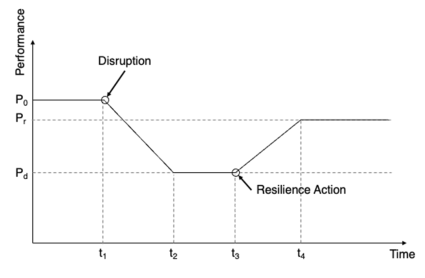 Performance
Disruption
P0
Pr
Pd
Resilience Action
t1
t2
t3
t4
Time